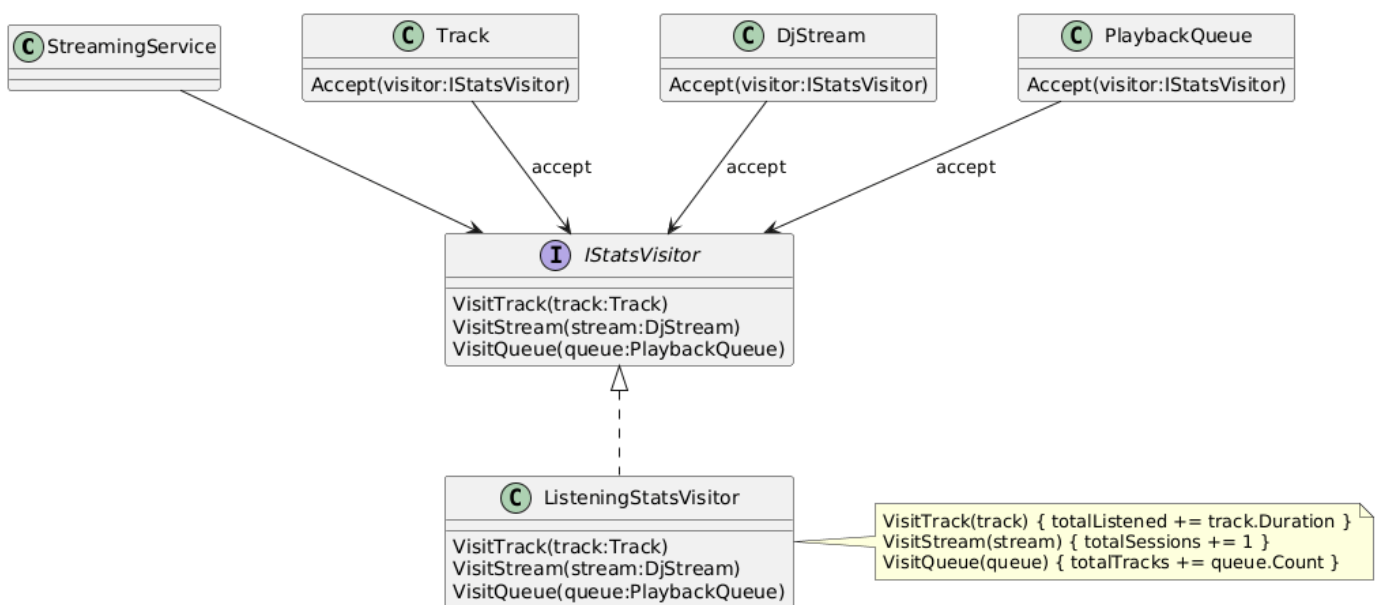 C StreamingService
C Track
Accept(visitor:IStatsVisitor)
C DjStream
Accept(visitor:IStatsVisitor)
C PlaybackQueue
Accept(visitor:IStatsVisitor)
accept
accept
accept
I IStatsVisitor
VisitTrack(track:Track)
VisitStream(stream:DjStream)
VisitQueue(queue:PlaybackQueue)
C ListeningStatsVisitor
VisitTrack(track:Track)
VisitStream(stream:DjStream)
VisitQueue(queue:PlaybackQueue)
VisitTrack(track) { totalListened += track.Duration }
VisitStream(stream) { totalSessions += 1 }
VisitQueue(queue) { totalTracks += queue.Count }